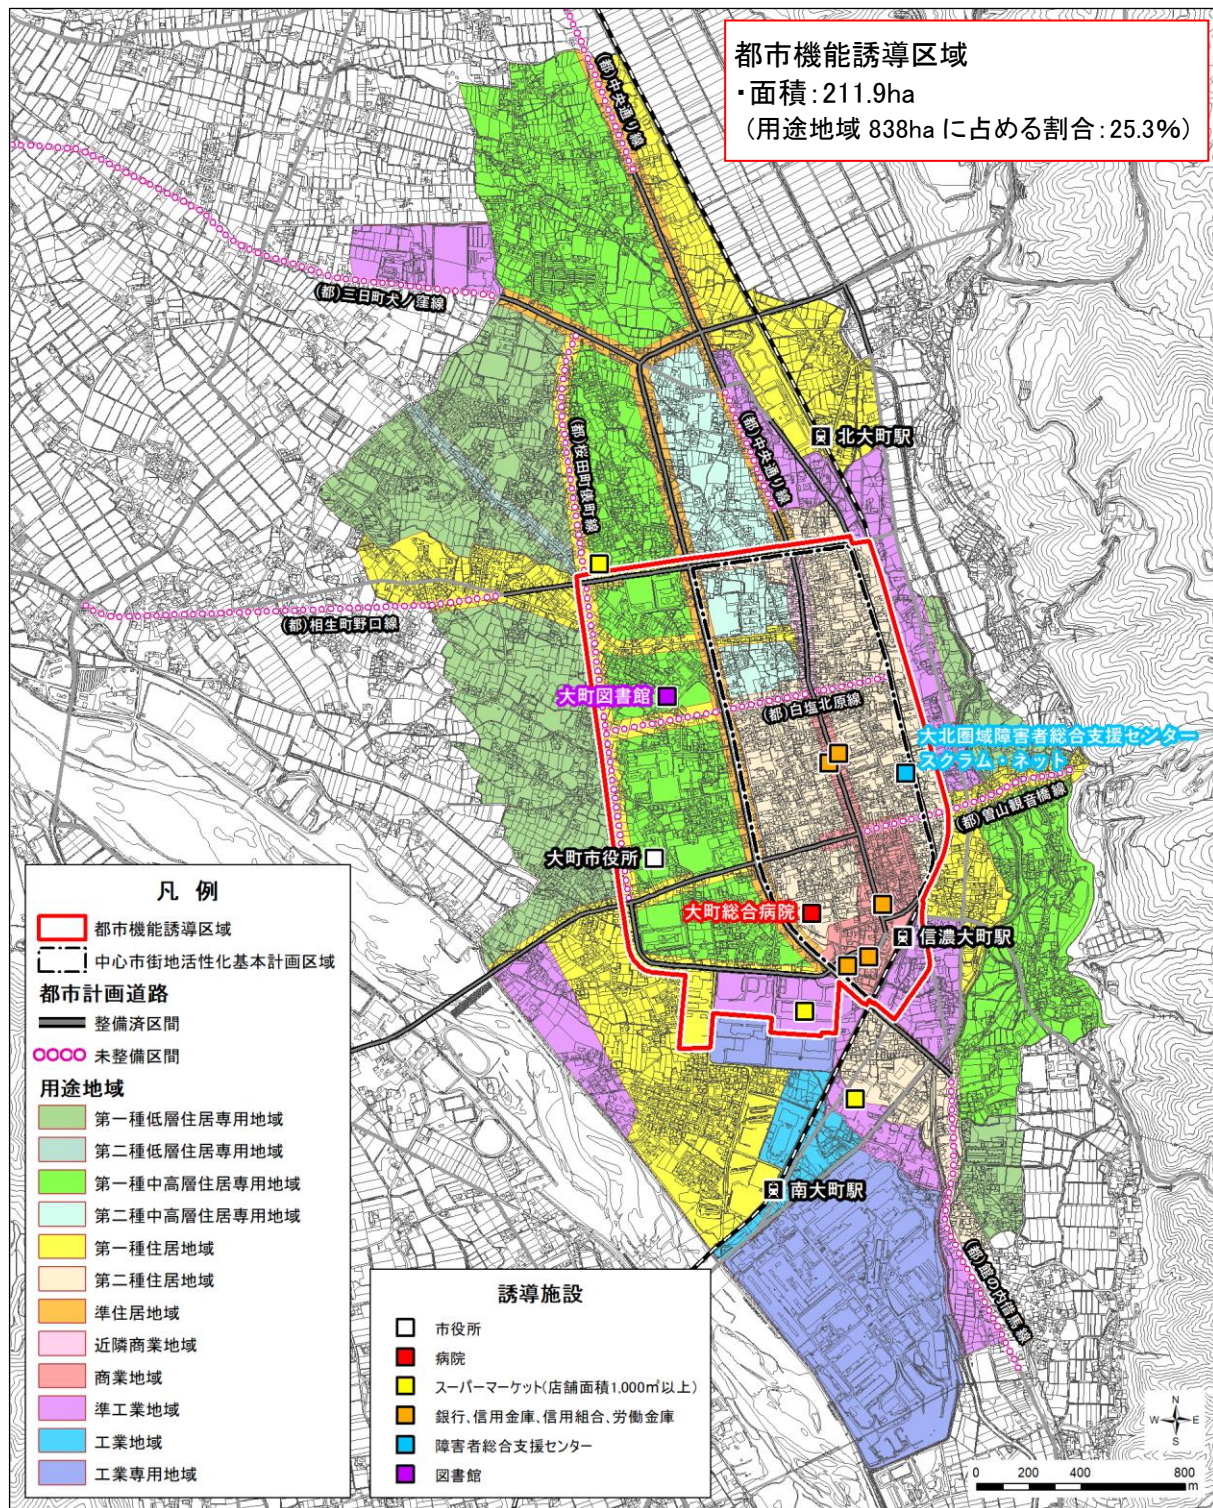 都市機能誘導区域
・面積:211.9ha
(用途地域 838ha に占める割合:25.3%)
(都)中央通り線
(都)三日町犬ノ窪線
北大町駅
(都)中央通り線
(都)相生町野口線
大町図書館
(都)白塩北原線
大北圏域障害者総合支援センター
スクラム・ネット
(都)曽山観音橋線
大町市役所
大町総合病院
信濃大町駅
南大町駅
凡 例
都市機能誘導区域
中心市街地活性化基本計画区域
都市計画道路
整備済区間
未整備区間
用途地域
第一種低層住居専用地域
第二種低層住居専用地域
第一種中高層住居専用地域
第二種中高層住居専用地域
第一種住居地域
第二種住居地域
準住居地域
近隣商業地域
商業地域
準工業地域
工業地域
工業専用地域
誘導施設
市役所
病院
スーパーマーケット(店舗面積1,000㎡以上)
銀行、信用金庫、信用組合、労働金庫
障害者総合支援センター
図書館
N
W
E
S
0 200 400 800
m